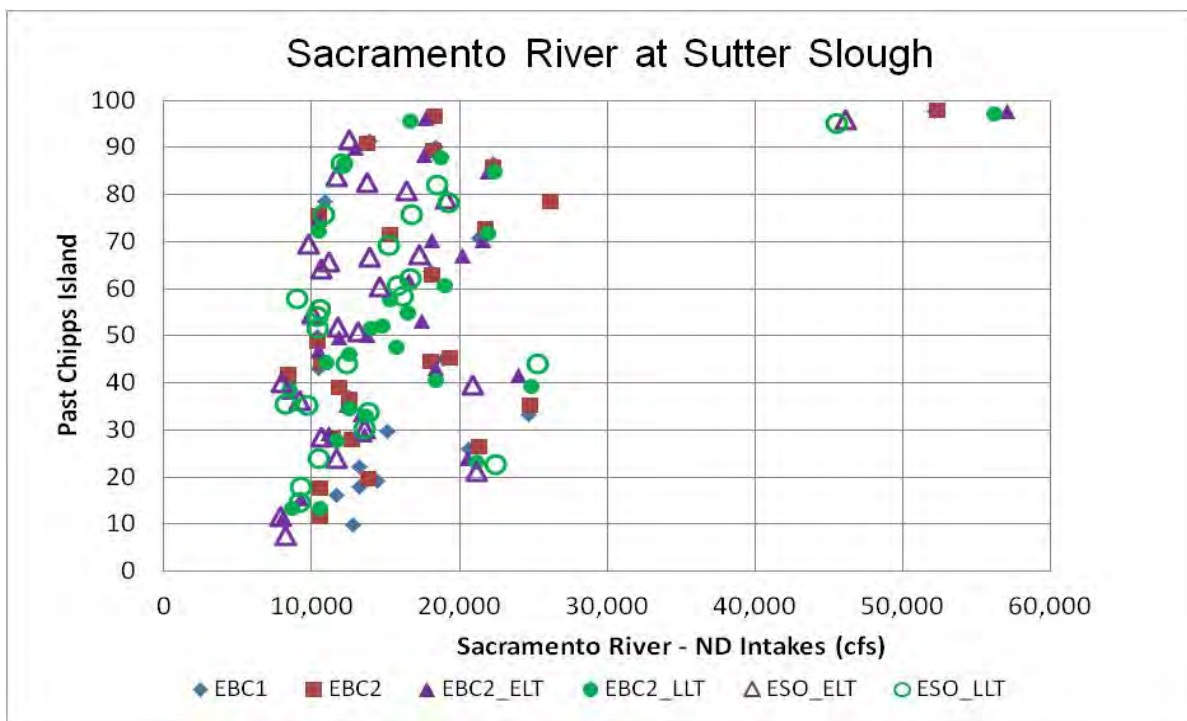 Sacramento River at Sutter Slough
Past Chipps Island
100
90
80
70
60
50
40
30
20
10
0
0 10,000 20,000 30,000 40,000 50,000 60,000
Sacramento River - ND Intakes (cfs)
EBC1 EBC2 EBC2_ELT EBC2_LLT ESO_ELT ESO_LLT